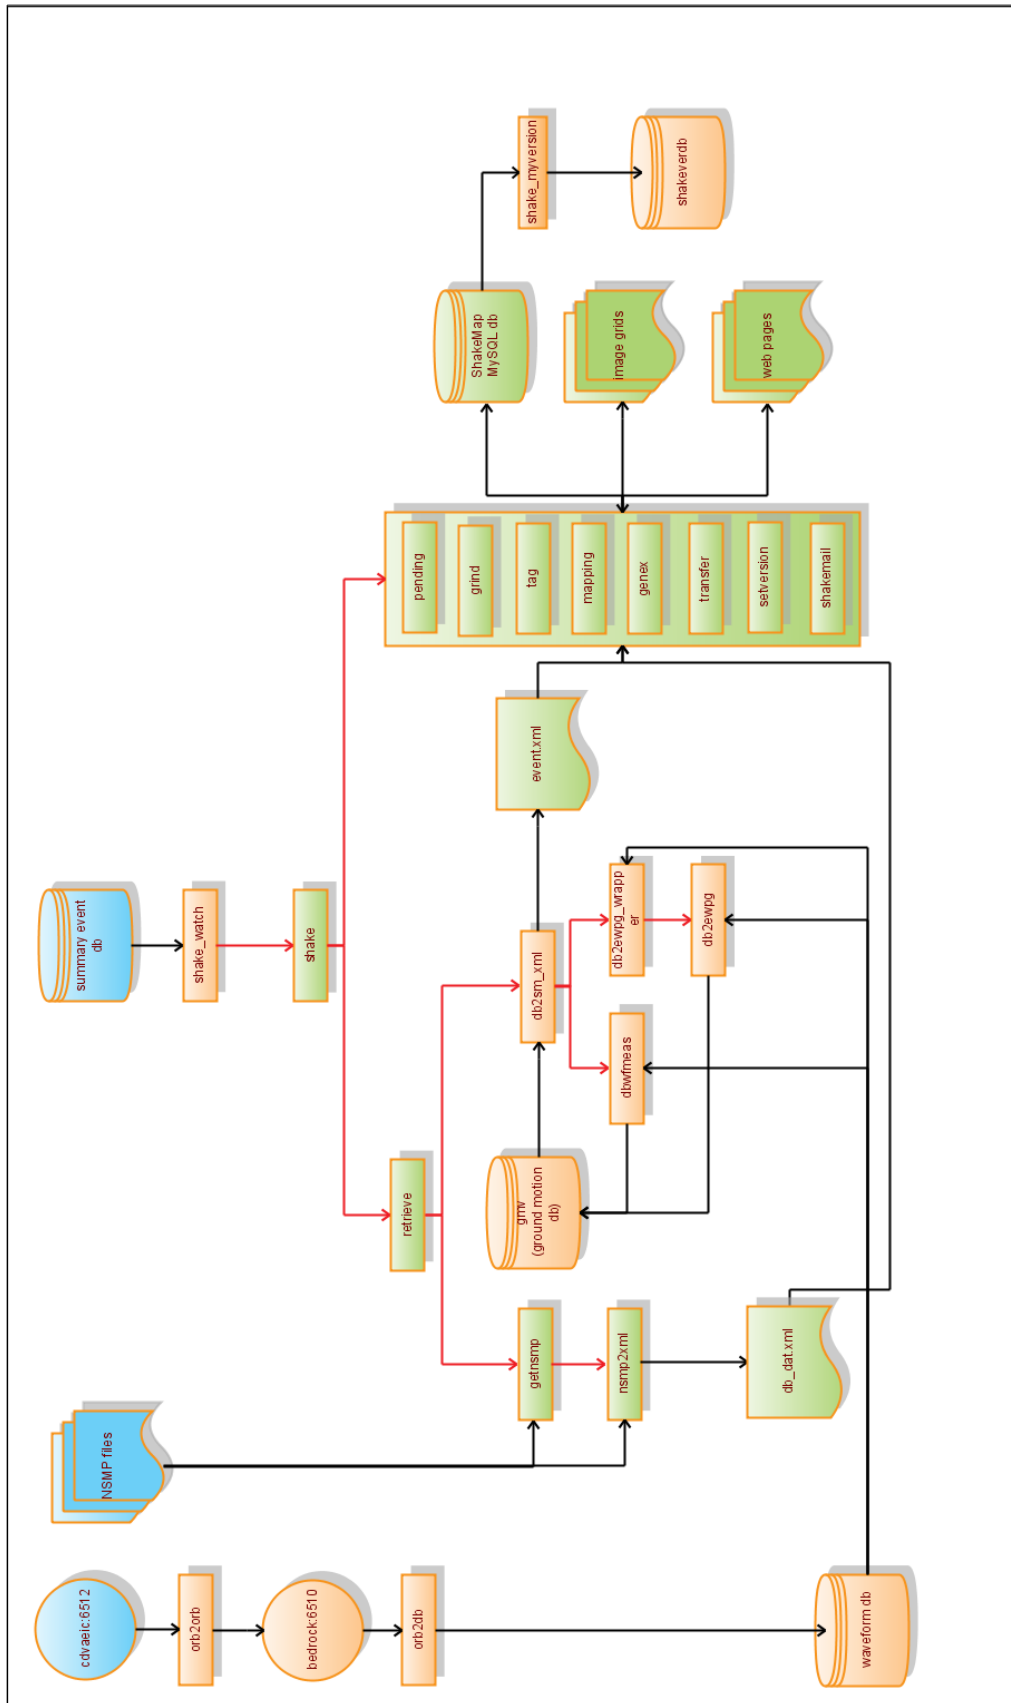 cdvaeic:6512
orb2orb
bedrock:6510
orb2db
waveform db
NSMP files
getnsmp
nsmp2xml
db_dat.xml
retrieve
gmv
(ground motion
db)
dbwfmeas
summary event
db
shake_watch
shake
db2sm_xml
db2ewpg_wrapp
er
db2ewpg
event.xml
pending
grind
tag
mapping
genex
transfer
setversion
shakemail
ShakeMap
MySQL db
image grids
web pages
shake_myversion
shakeverdb